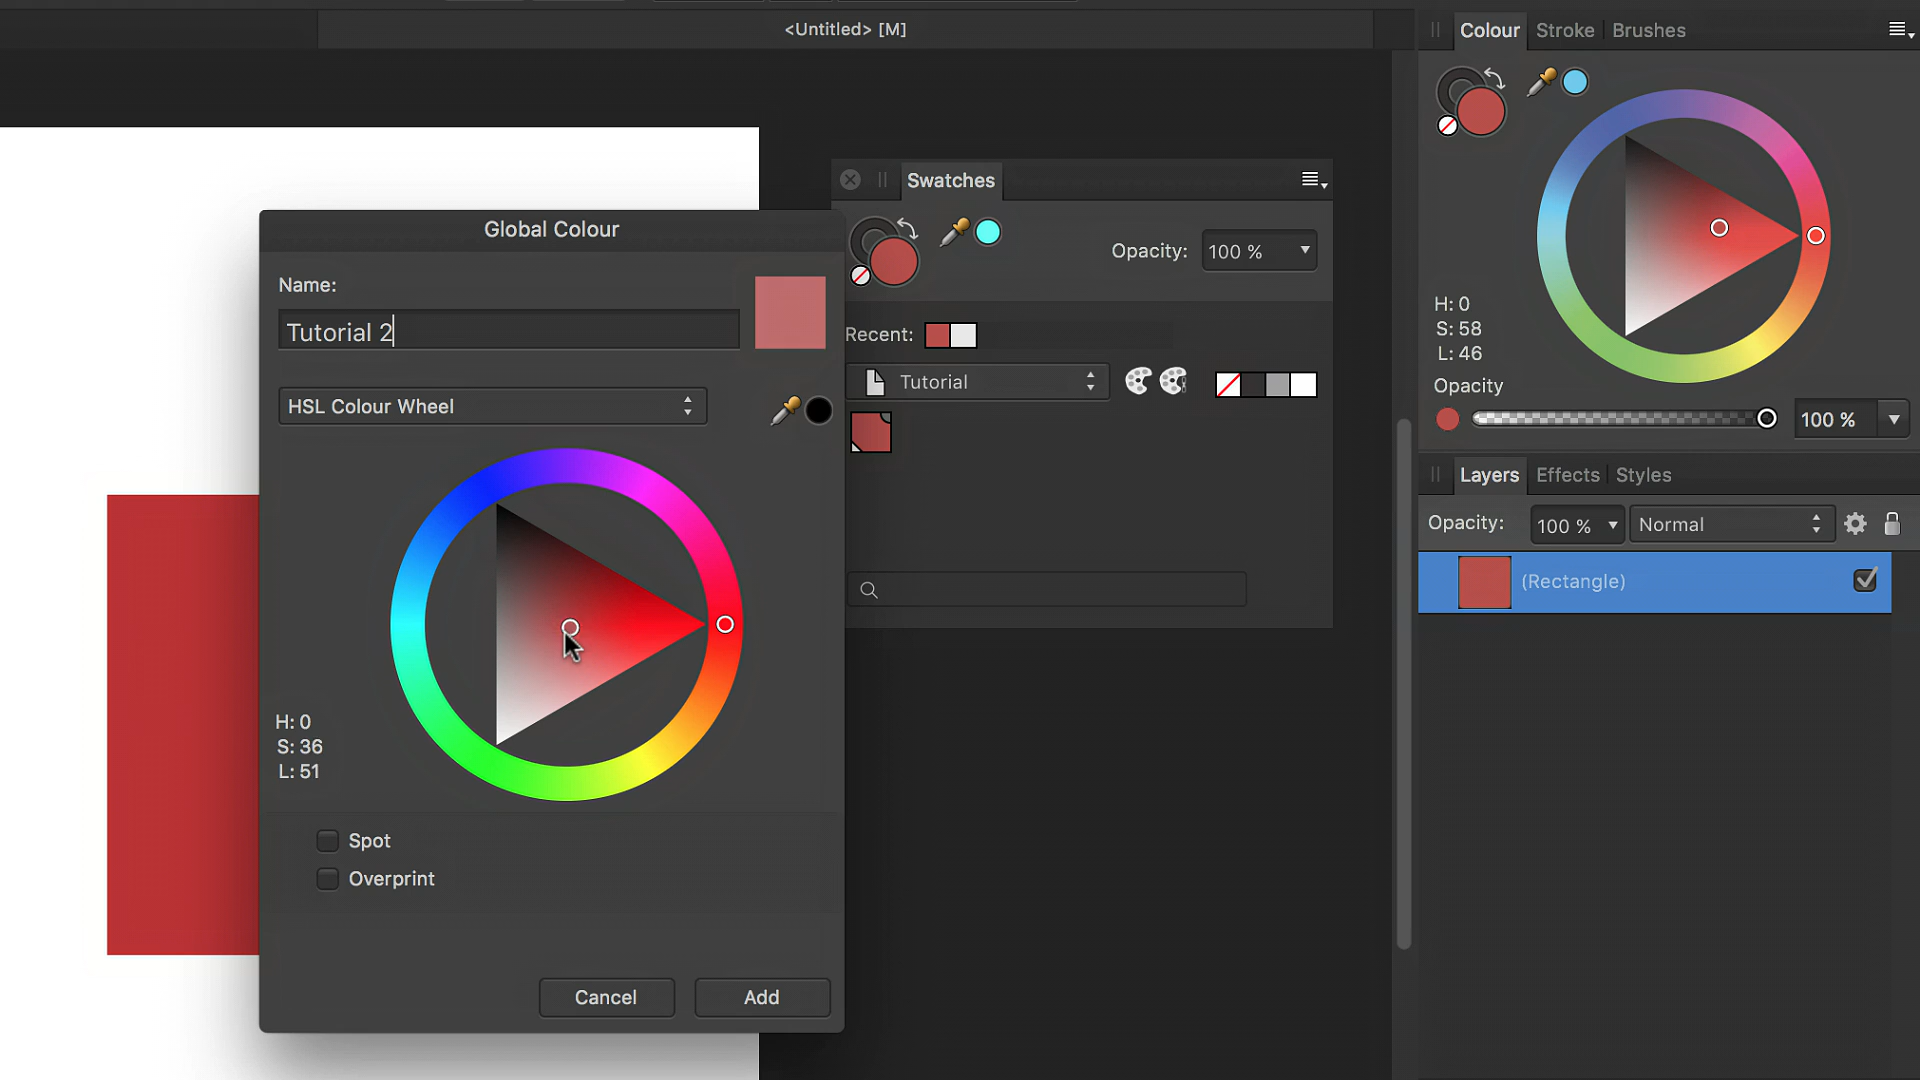 <Untitled> [M]
Colour Stroke Brushes
H: 0
S: 58
L: 46
Opacity
100 %
Swatches
Opacity: 100 %
Recent:
Tutorial
Global Colour
Name:
Tutorial 2
HSL Colour Wheel
H: 0
S: 36
L: 51
Spot
Overprint
Cancel Add
Layers Effects Styles
Opacity: 100 % Normal
(Rectangle)